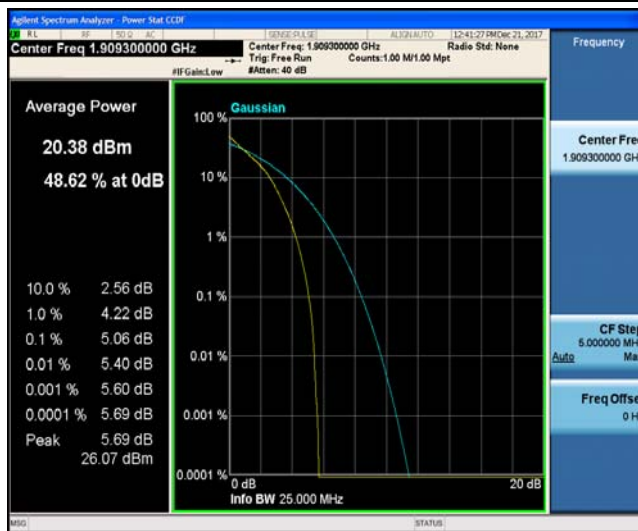 Agilent Spectrum Analyzer - Power Stat CCDF
RL RF 50 Ω AC SENSE:PULSE ALIGN AUTO 12:41:27 PM Dec 21, 2017
Center Freq 1.909300000 GHz
Center Freq: 1.909300000 GHz Radio Std: None
Trig: Free Run Counts:1.00 M/1.00 Mpt
#IFGain:Low #Atten: 40 dB
Frequency
Average Power
20.38 dBm
48.62 % at 0dB
10.0 % 2.56 dB
1.0 % 4.22 dB
0.1 % 5.06 dB
0.01 % 5.40 dB
0.001 % 5.60 dB
0.0001 % 5.69 dB
Peak 5.69 dB
26.07 dBm
Gaussian
100 %
10 %
1 %
0.1 %
0.01 %
0.001 %
0.0001 %
0 dB 20 dB
Info BW 25.000 MHz
Center Fre
1.909300000 GH
CF Ste
5.000000 MH
Auto Ma
Freq Offse
0 H
MSG STATUS